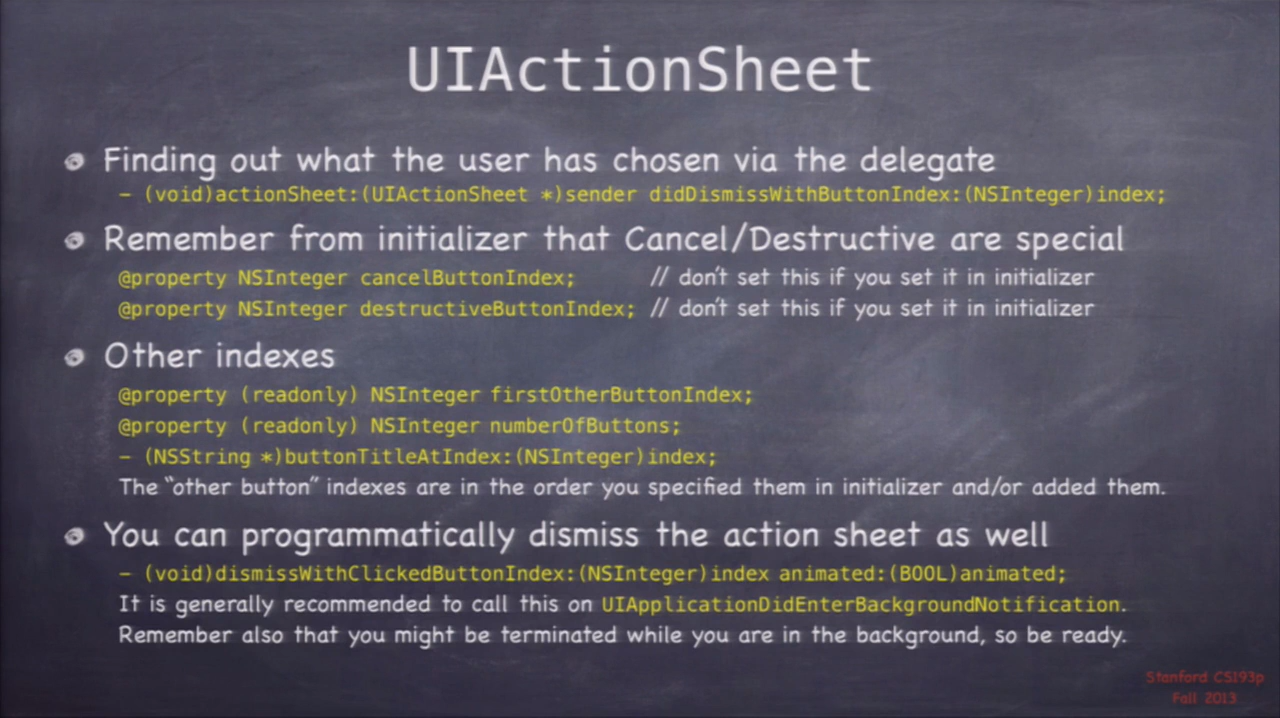 UIActionSheet
Finding out what the user has chosen via the delegate
– (void)actionSheet:(UIActionSheet *)sender didDismissWithButtonIndex:(NSInteger)index;
Remember from initializer that Cancel/Destructive are special
@property NSInteger cancelButtonIndex; // don't set this if you set it in initializer
@property NSInteger destructiveButtonIndex; // don't set this if you set it in initializer
Other indexes
@property (readonly) NSInteger firstOtherButtonIndex;
@property (readonly) NSInteger numberOfButtons;
– (NSString *)buttonTitleAtIndex:(NSInteger)index;
The “other button” indexes are in the order you specified them in initializer and/or added them.
You can programmatically dismiss the action sheet as well
– (void)dismissWithClickedButtonIndex:(NSInteger)index animated:(BOOL)animated;
It is generally recommended to call this on UIApplicationDidEnterBackgroundNotification.
Remember also that you might be terminated while you are in the background, so be ready.
Stanford CS193p
Fall 2013